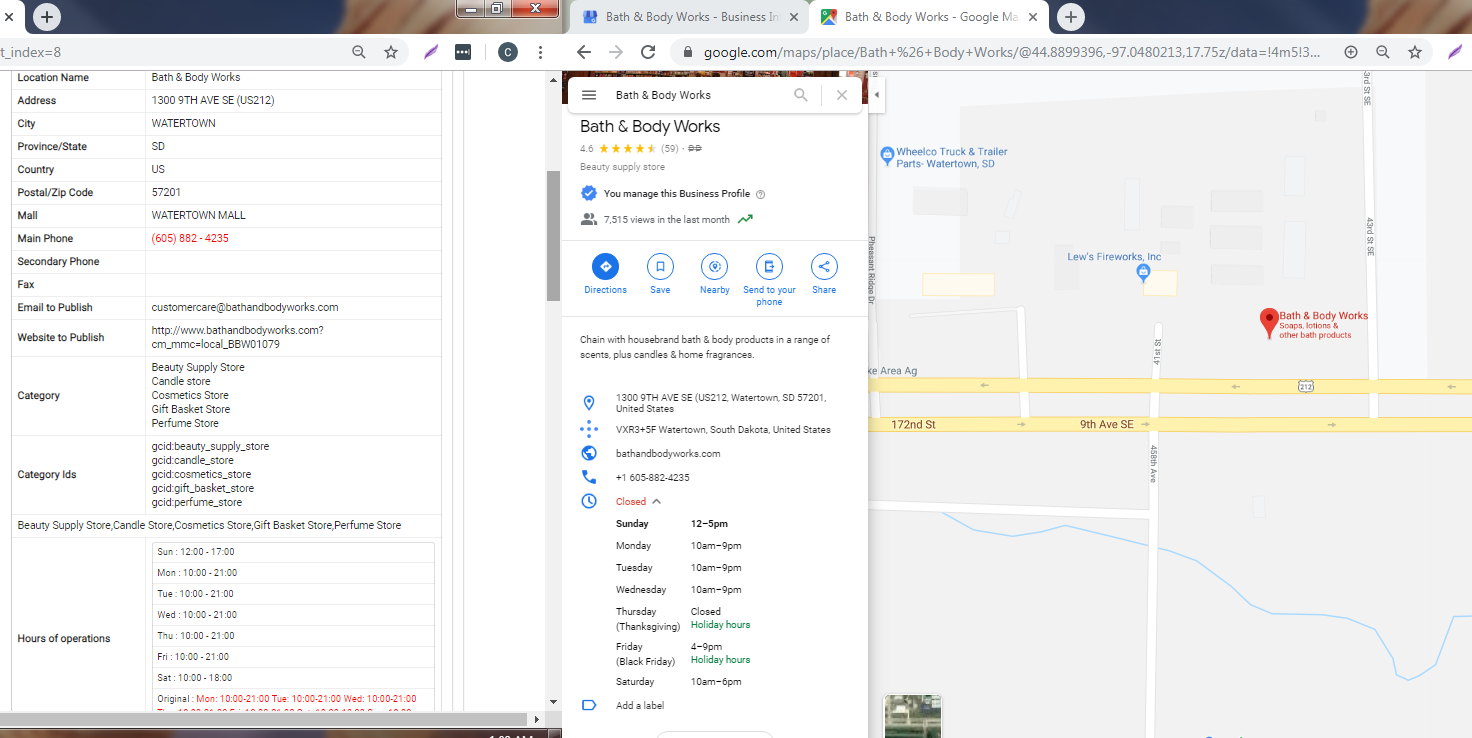 Bath & Body Works - Business In
Bath & Body Works - Google Ma
t_index=8
C
google.com/maps/place/Bath+%26+Body+Works/@44.8899396,-97.0480213,17.75z/data=!4m5!3...
Location Name Bath & Body Works
Address 1300 9TH AVE SE (US212)
City WATERTOWN
Province/State SD
Country US
Postal/Zip Code 57201
Mall WATERTOWN MALL
Main Phone (605) 882 - 4235
Secondary Phone
Fax
Email to Publish customercare@bathandbodyworks.com
Website to Publish http://www.bathandbodyworks.com?
cm_mmc=local_BBW01079
Category Beauty Supply Store
Candle store
Cosmetics Store
Gift Basket Store
Perfume Store
Category Ids gcid:beauty_supply_store
gcid:candle_store
gcid:cosmetics_store
gcid:gift_basket_store
gcid:perfume_store
Beauty Supply Store,Candle Store,Cosmetics Store,Gift Basket Store,Perfume Store
Hours of operations
Sun : 12:00 - 17:00
Mon : 10:00 - 21:00
Tue : 10:00 - 21:00
Wed : 10:00 - 21:00
Thu : 10:00 - 21:00
Fri : 10:00 - 21:00
Sat : 10:00 - 18:00
Original : Mon: 10:00-21:00 Tue: 10:00-21:00 Wed: 10:00-21:00
Bath & Body Works
Bath & Body Works
4.6 (59) · $$
Beauty supply store
You manage this Business Profile
7,515 views in the last month
Directions
Save
Nearby
Send to your
phone
Share
Chain with housebrand bath & body products in a range of
scents, plus candles & home fragrances.
1300 9TH AVE SE (US212, Watertown, SD 57201,
United States
VXR3+5F Watertown, South Dakota, United States
bathandbodyworks.com
+1 605-882-4235
Closed
Sunday 12–5pm
Monday 10am–9pm
Tuesday 10am–9pm
Wednesday 10am–9pm
Thursday Closed
(Thanksgiving) Holiday hours
Friday 4–9pm
(Black Friday) Holiday hours
Saturday 10am–6pm
Add a label
Wheelco Truck & Trailer
Parts- Watertown, SD
Lew's Fireworks, Inc
Bath & Body Works
Soaps, lotions &
other bath products
Pheasant Ridge Dr
3rd St SE
43rd St SE
41st St
ke Area Ag
212
172nd St
9th Ave SE
458th Ave